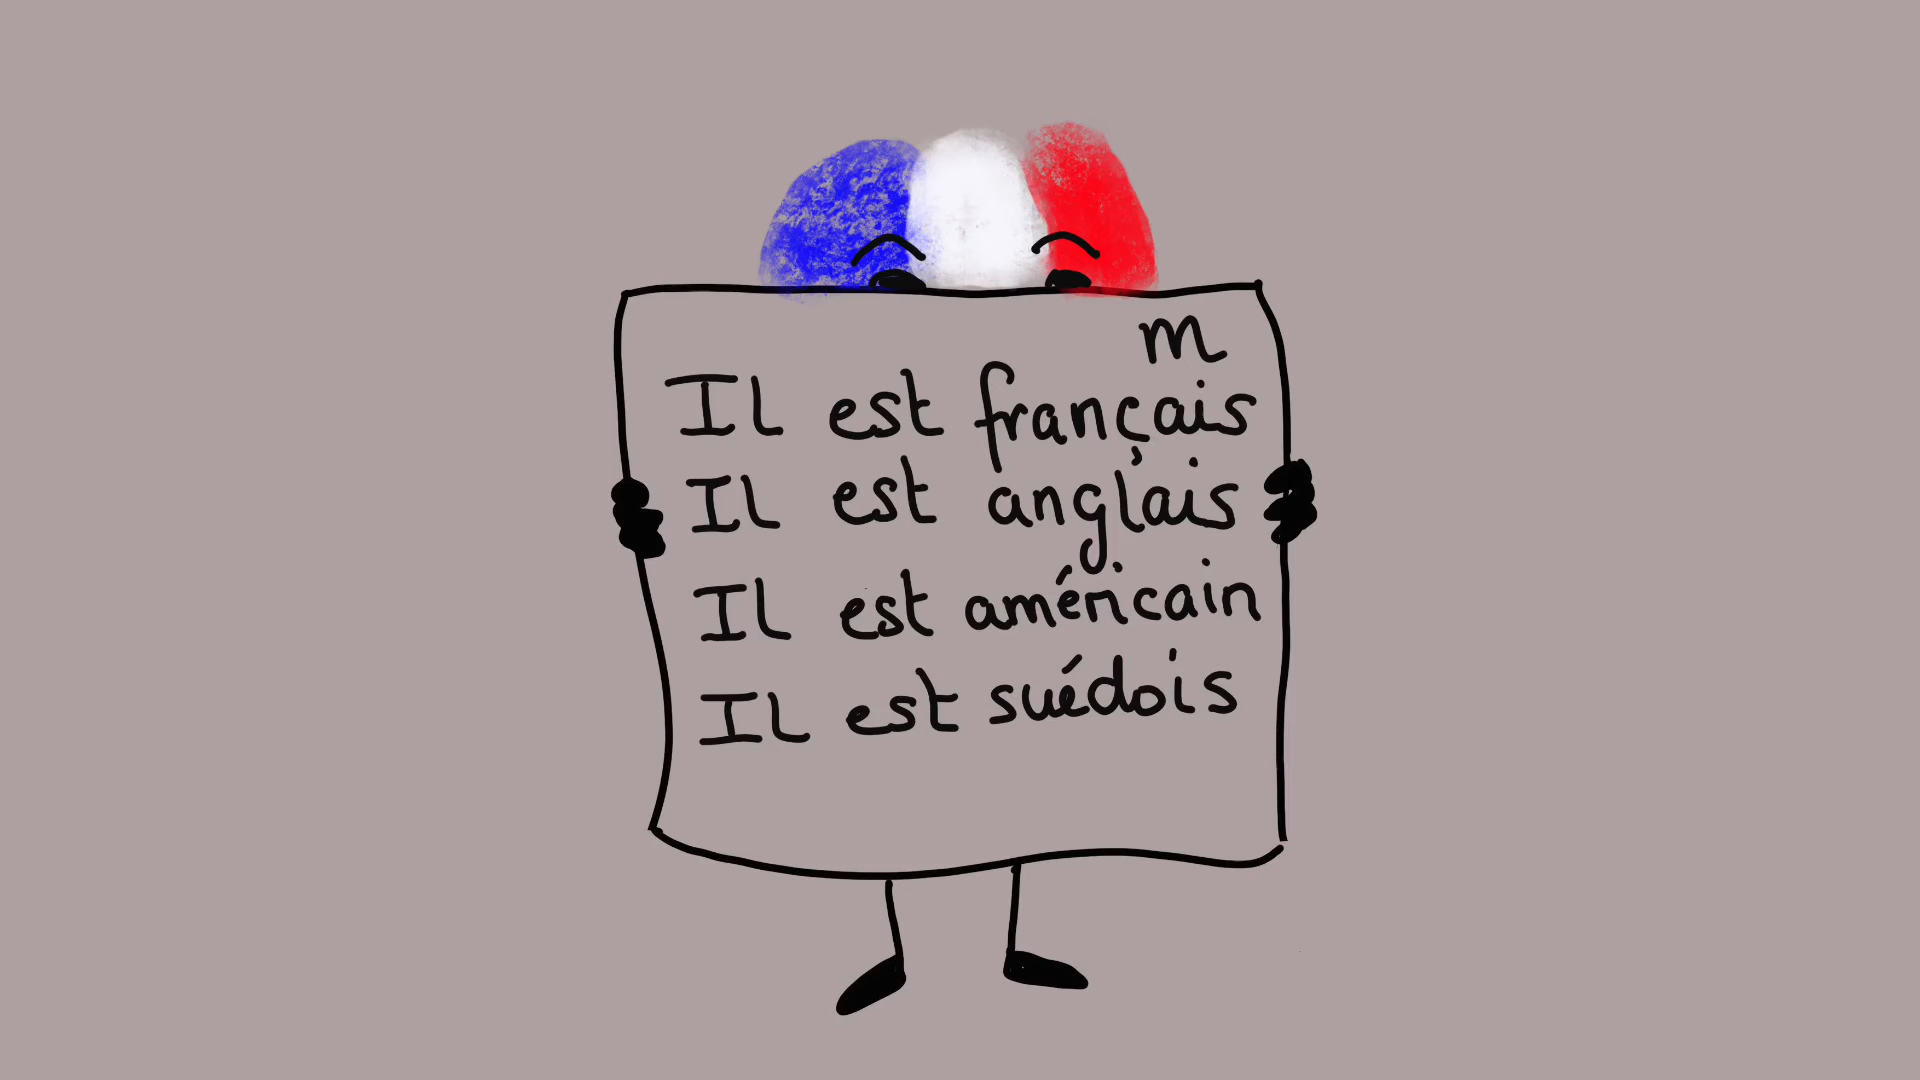 m
Il est français
Il est anglais
Il est américain
Il est suédois